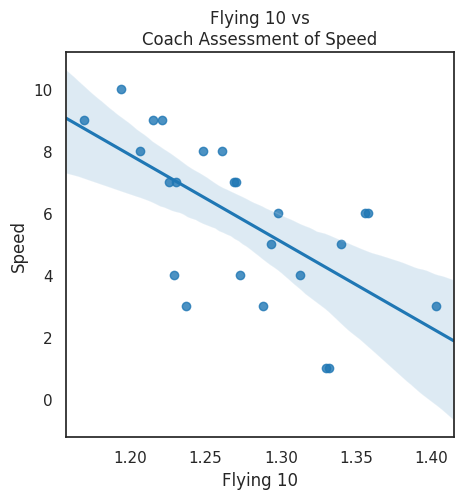 Flying 10 vs
Coach Assessment of Speed
10
8
6
4
2
0
Speed
1.20 1.25 1.30 1.35 1.40
Flying 10